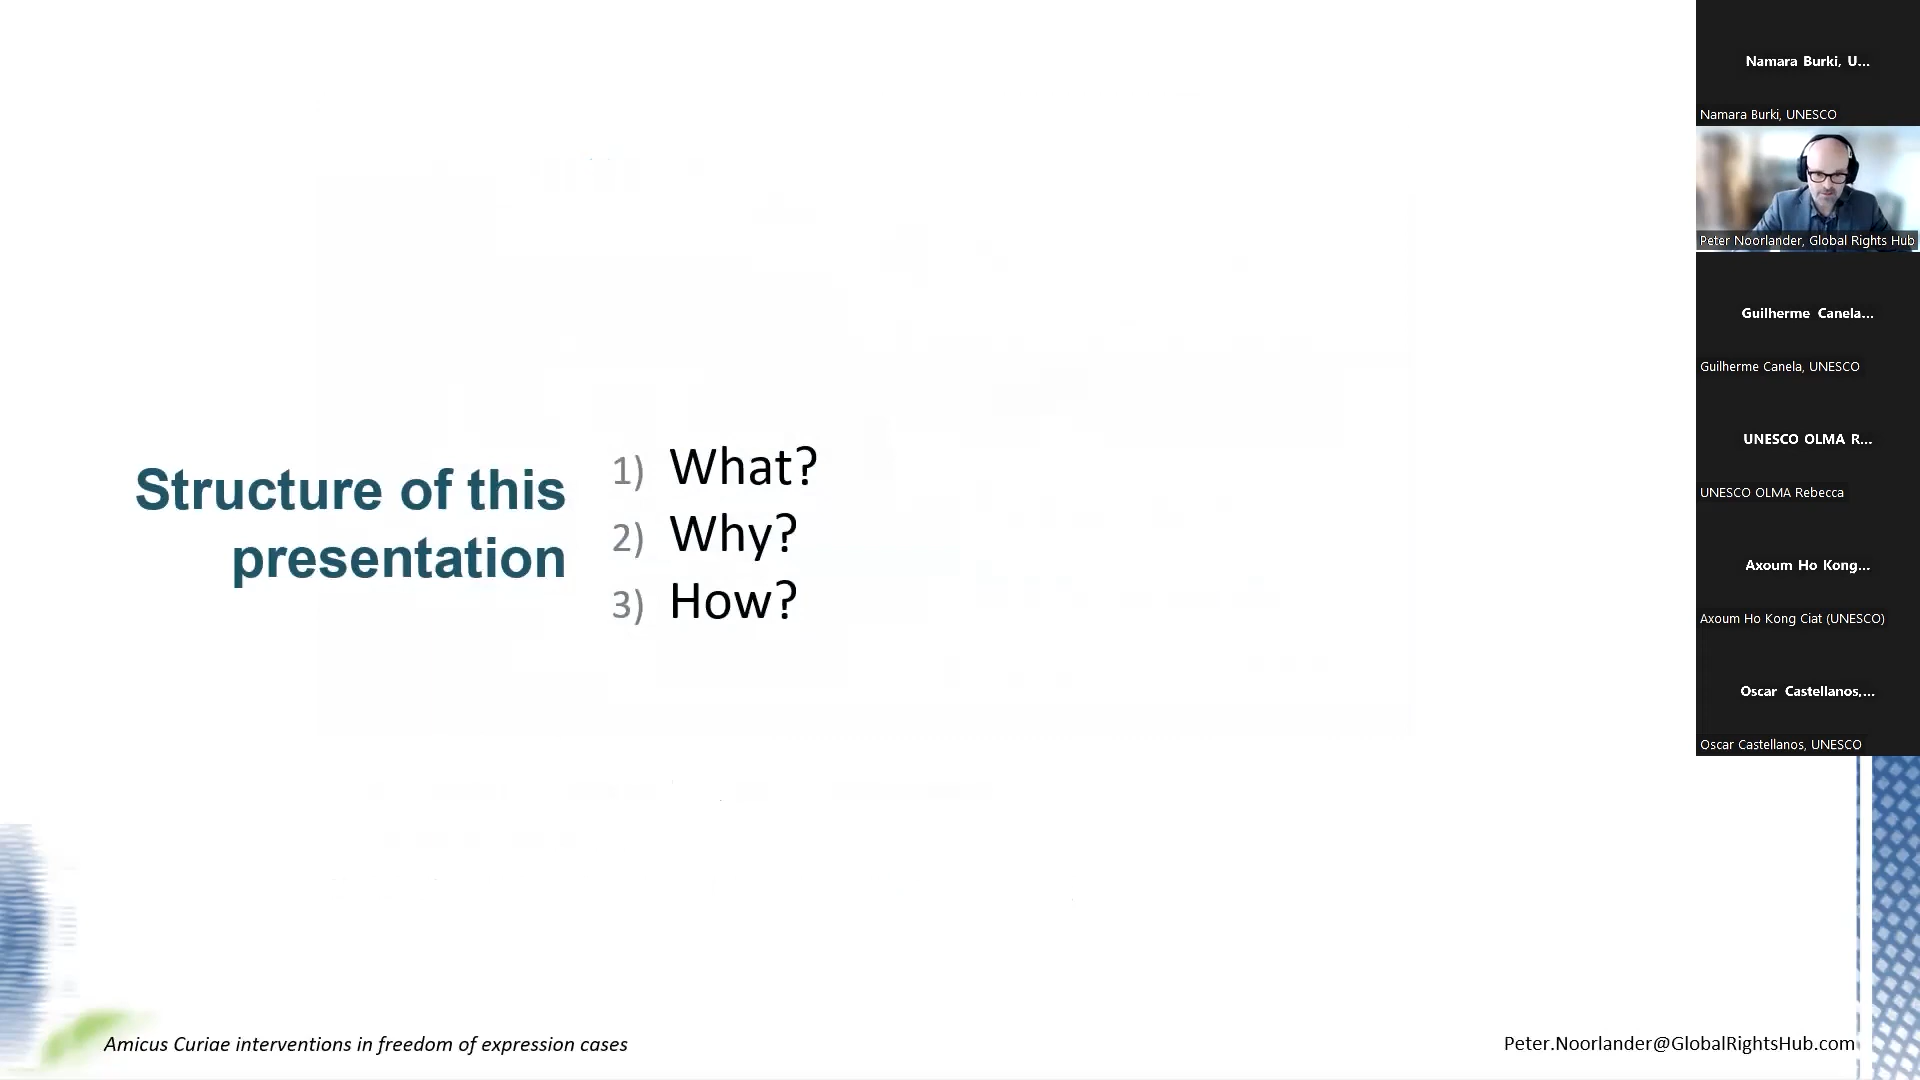 Structure of this
presentation
1) What?
2) Why?
3) How?
Amicus Curiae interventions in freedom of expression cases
Peter.Noorlander@GlobalRightsHub.com
Namara Burki, U...
Namara Burki, UNESCO
Peter Noorlander, Global Rights Hub
Guilherme Canela...
Guilherme Canela, UNESCO
UNESCO OLMA R...
UNESCO OLMA Rebecca
Axoum Ho Kong...
Axoum Ho Kong Ciat (UNESCO)
Oscar Castellanos,...
Oscar Castellanos, UNESCO